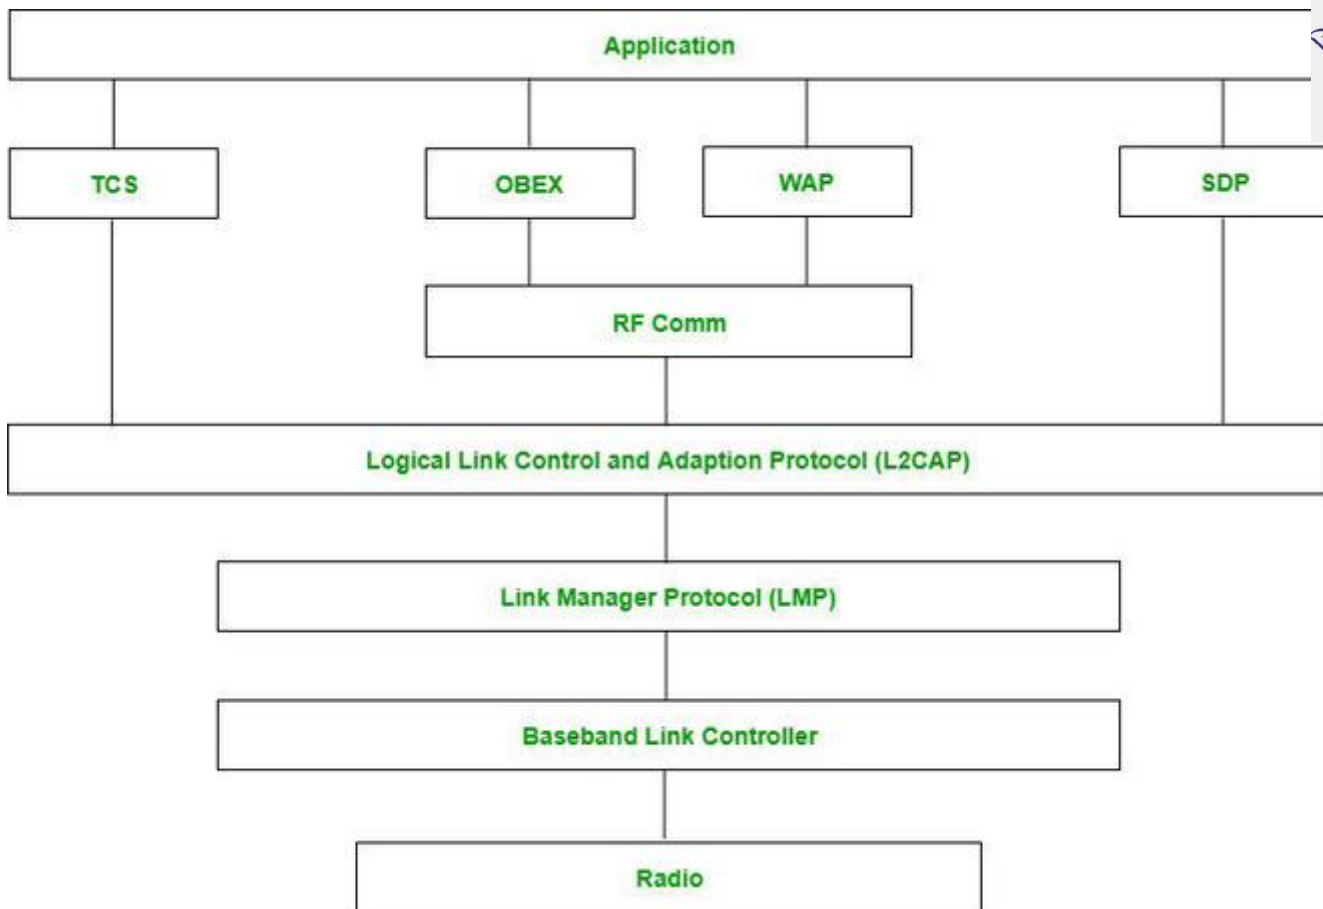 Application
TCS
OBEX
WAP
SDP
RF Comm
Logical Link Control and Adaption Protocol (L2CAP)
Link Manager Protocol (LMP)
Baseband Link Controller
Radio